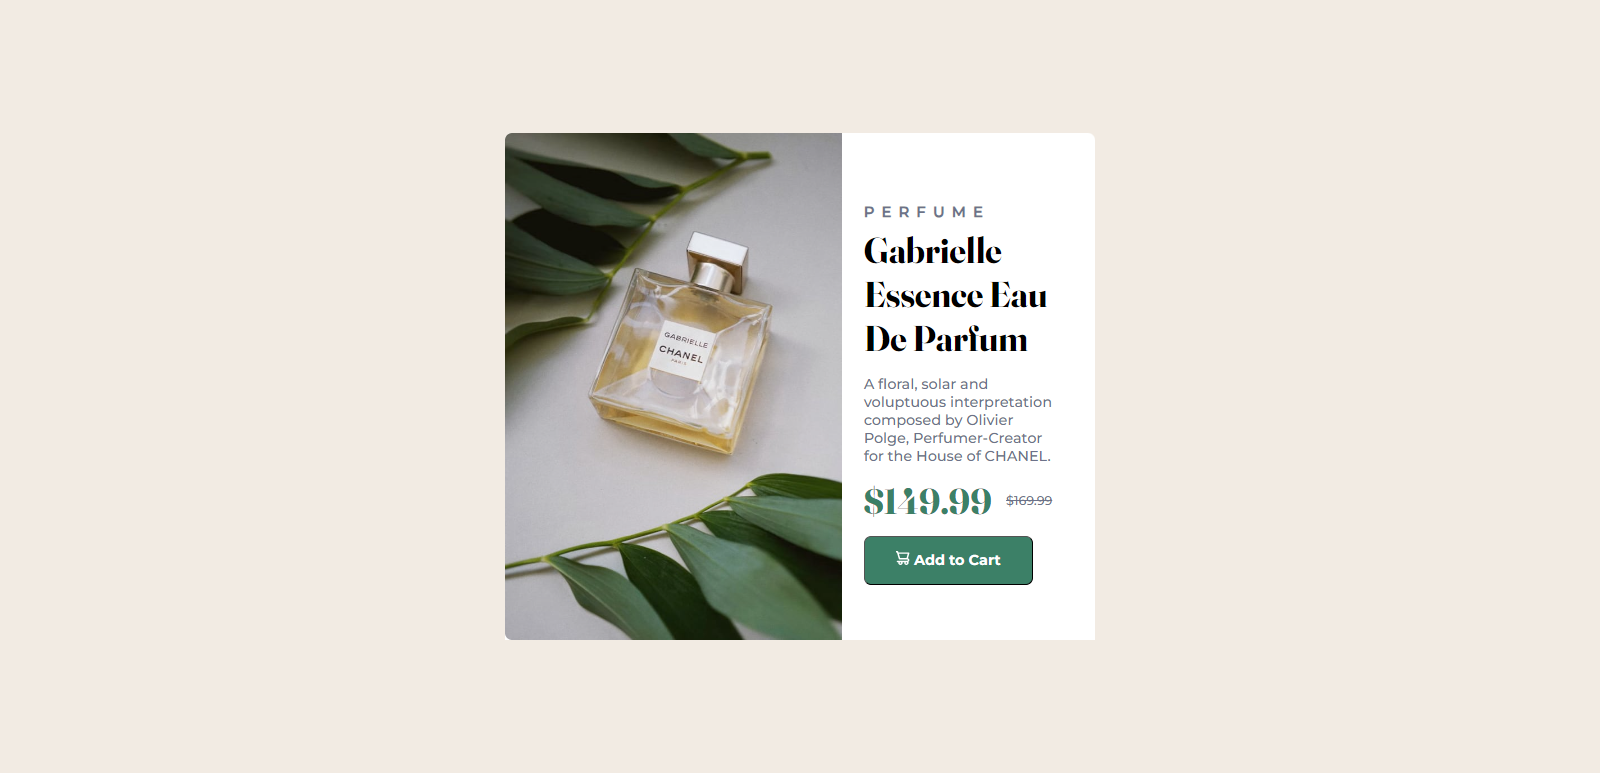 GABRIELLE
CHANEL
PARIS
PERFUME
Gabrielle
Essence Eau
De Parfum
A floral, solar and
voluptuous interpretation
composed by Olivier
Polge, Perfumer-Creator
for the House of CHANEL.
$149.99 $169.99
Add to Cart